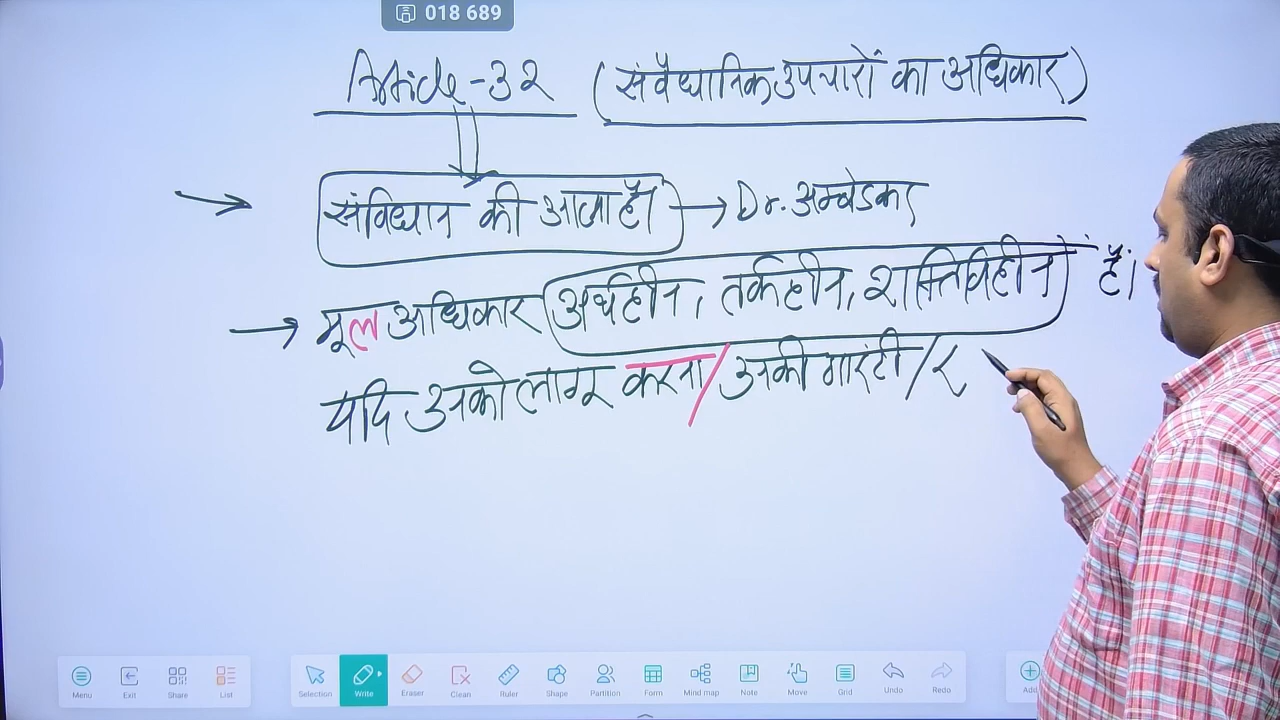 018 689
Article-32 (संवैधानिक उपचारों का अधिकार)
संविधान की आत्मा है। → Dr. अम्बेडकर
→ मूल अधिकार अर्थहीन, तर्कहीन, शक्तिविहीन हैं।
यदि उनको लागू करना/उनकी गारंटी/र
Menu Exit Share List Selection Write Eraser Clean Ruler Shape Partition Form Mind map Note Move Grid Undo Redo Add